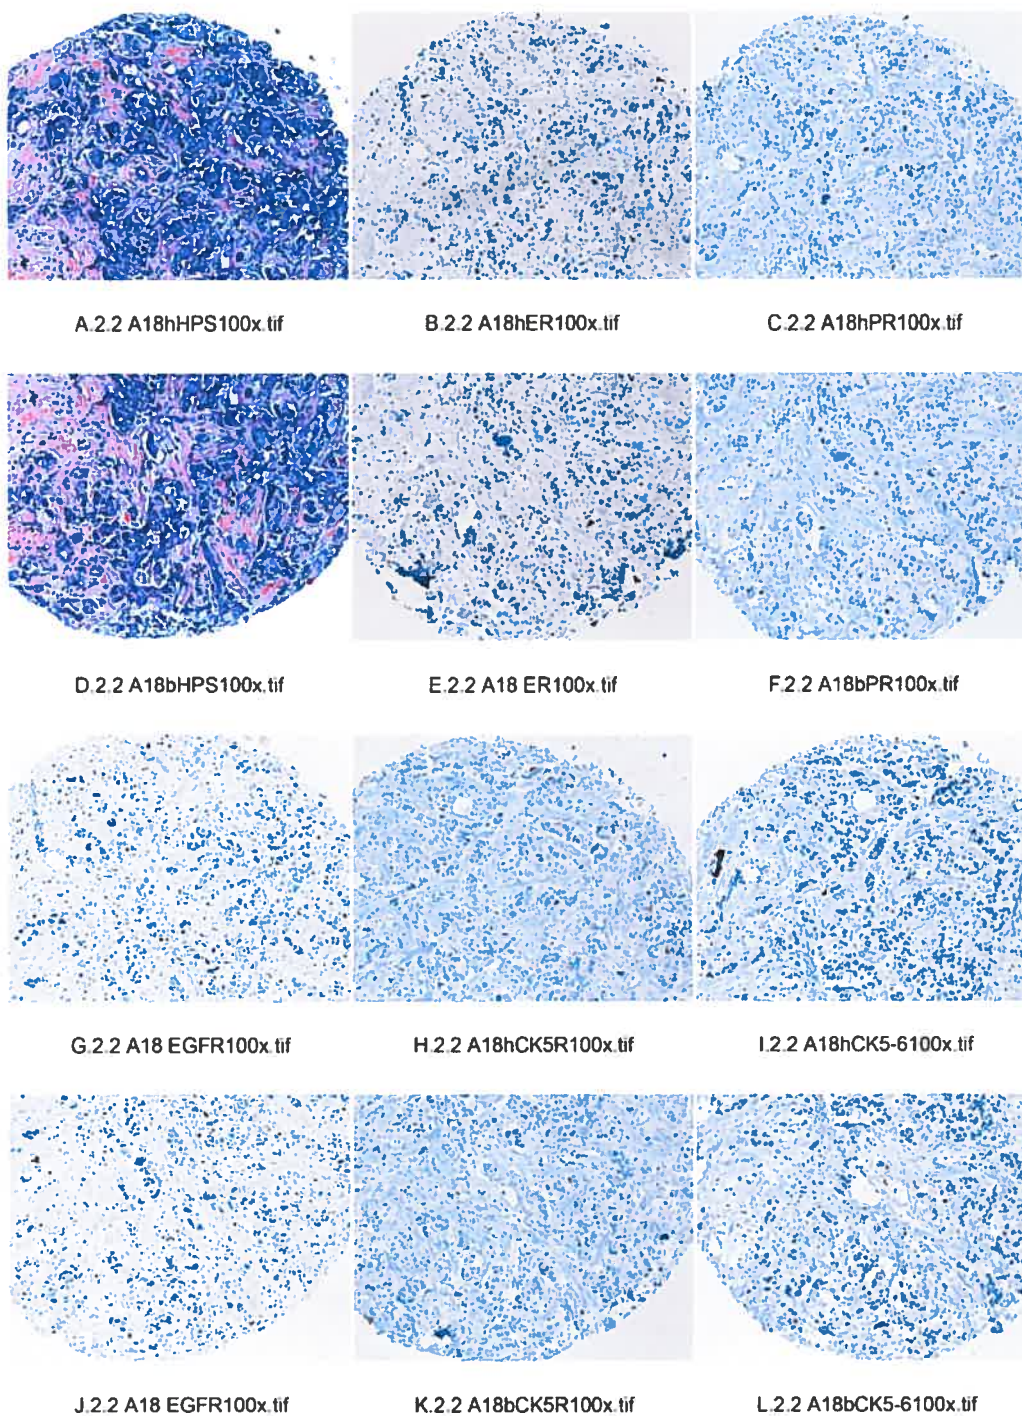 A.2.2 A18hHPS100x.tif
B.2.2 A18hER100x.tif
C.2.2 A18hPR100x.tif
D.2.2 A18bHPS100x.tif
E.2.2 A18 ER100x.tif
F.2.2 A18bPR100x.tif
G.2.2 A18 EGFR100x.tif
H.2.2 A18hCK5R100x.tif
I.2.2 A18hCK5-6100x.tif
J.2.2 A18 EGFR100x.tif
K.2.2 A18bCK5R100x.tif
L.2.2 A18bCK5-6100x.tif